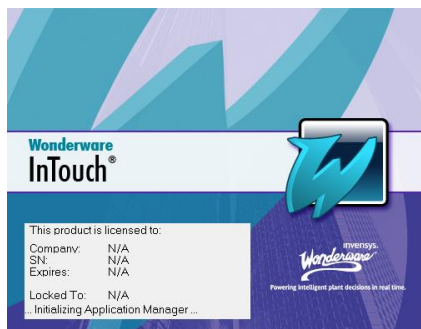 Wonderware
InTouch®
This product is licensed to:
Company: N/A
SN: N/A
Expires: N/A
Locked To: N/A
... Initializing Application Manager ...
invensys.
Wonderware
Powering intelligent plant decisions in real time.